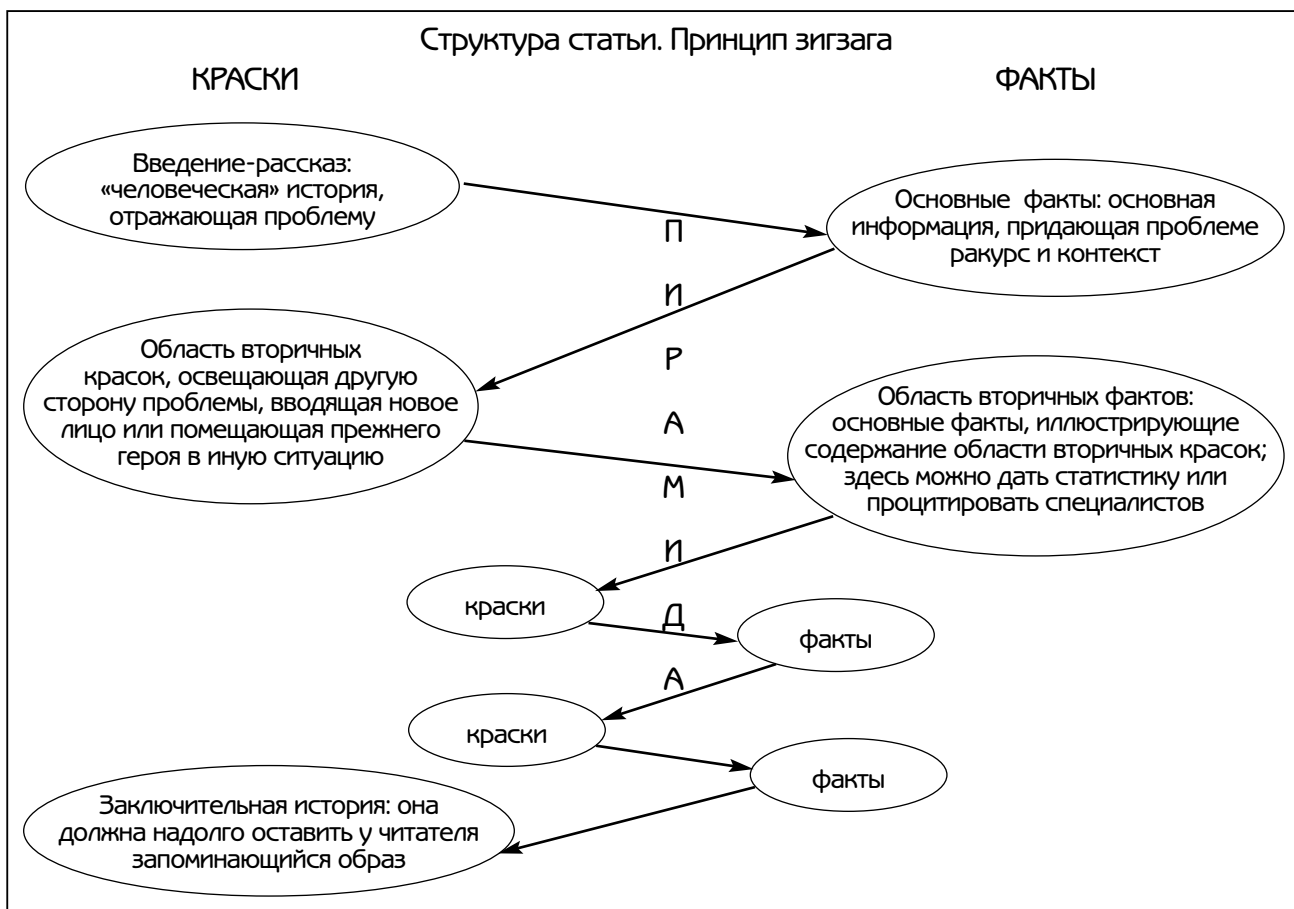 Структура статьи. Принцип зигзага
КРАСКИ
ФАКТЫ
Введение-рассказ:
«человеческая» история,
отражающая проблему
Основные факты: основная
информация, придающая проблеме
ракурс и контекст
Область вторичных
красок, освещающая другую
сторону проблемы, вводящая новое
лицо или помещающая прежнего
героя в иную ситуацию
Область вторичных фактов:
основные факты, иллюстрирующие
содержание области вторичных красок;
здесь можно дать статистику или
процитировать специалистов
П
И
Р
А
М
И
Д
А
краски
факты
краски
факты
Заключительная история: она
должна надолго оставить у читателя
запоминающийся образ